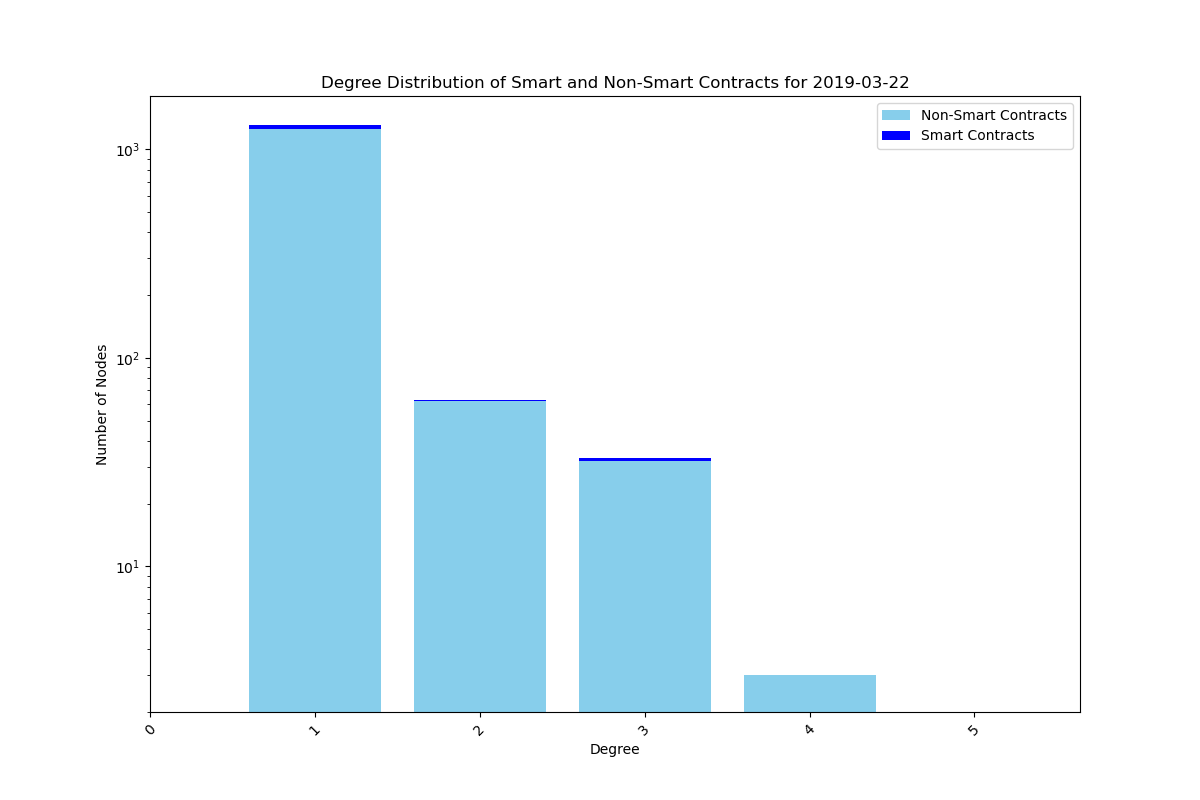 Degree Distribution of Smart and Non-Smart Contracts for 2019-03-22
Non-Smart Contracts
Smart Contracts
Number of Nodes
10³
10²
10¹
0 1 2 3 4 5
Degree